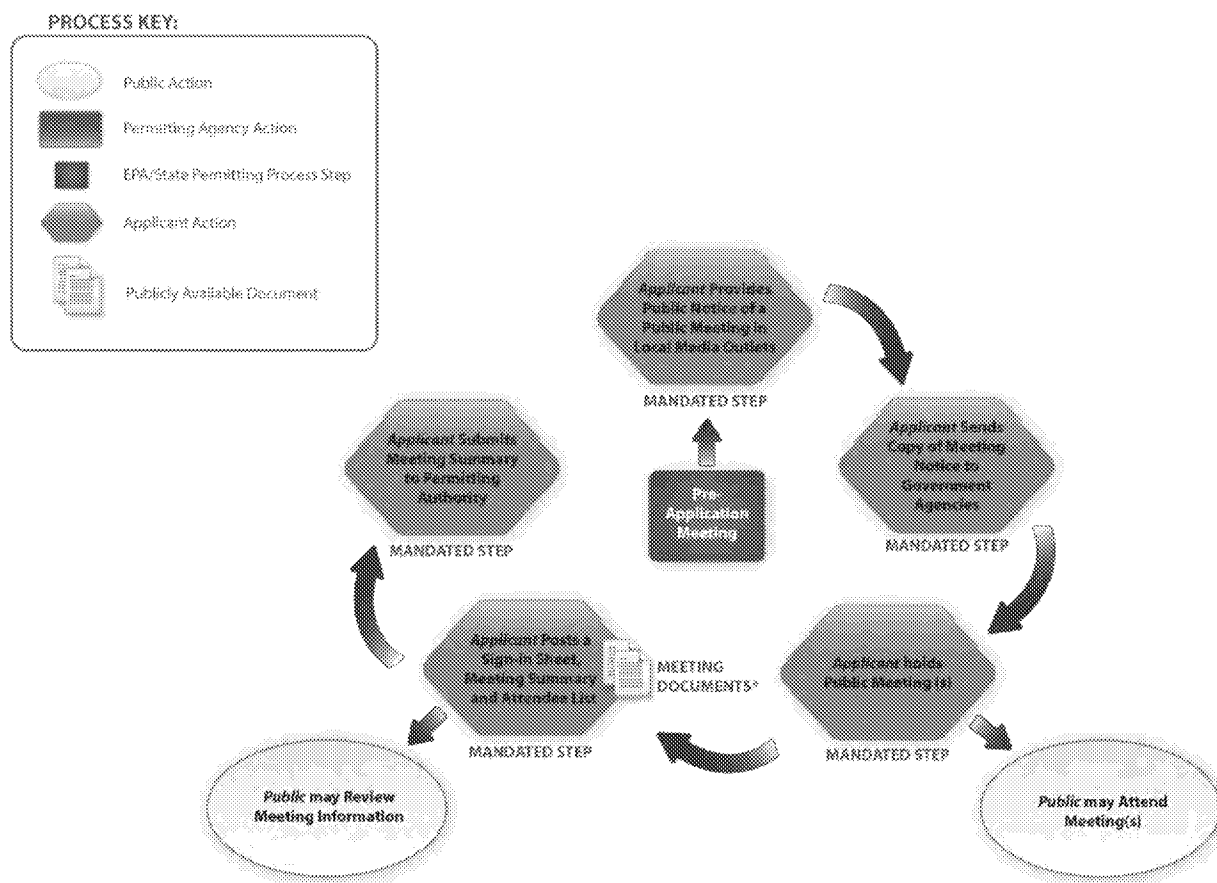 PROCESS KEY:
Public Action
Permitting Agency Action
EPA/State Permitting Process Step
Applicant Action
Publicly Available Document
Applicant Provides
Public Notice of a
Public Meeting in
Local Media Outlets
MANDATED STEP
Applicant Sends
Copy of Meeting
Notice to
Government
Agencies
MANDATED STEP
Applicant Submits
Meeting Summary
to Permitting
Authority
MANDATED STEP
Pre-
Application
Meeting
Applicant Posts a
Sign-in Sheet,
Meeting Summary
and Attendee List
MANDATED STEP
MEETING
DOCUMENTS*
Applicant holds
Public Meeting (s)
MANDATED STEP
Public may Review
Meeting Information
Public may Attend
Meeting(s)